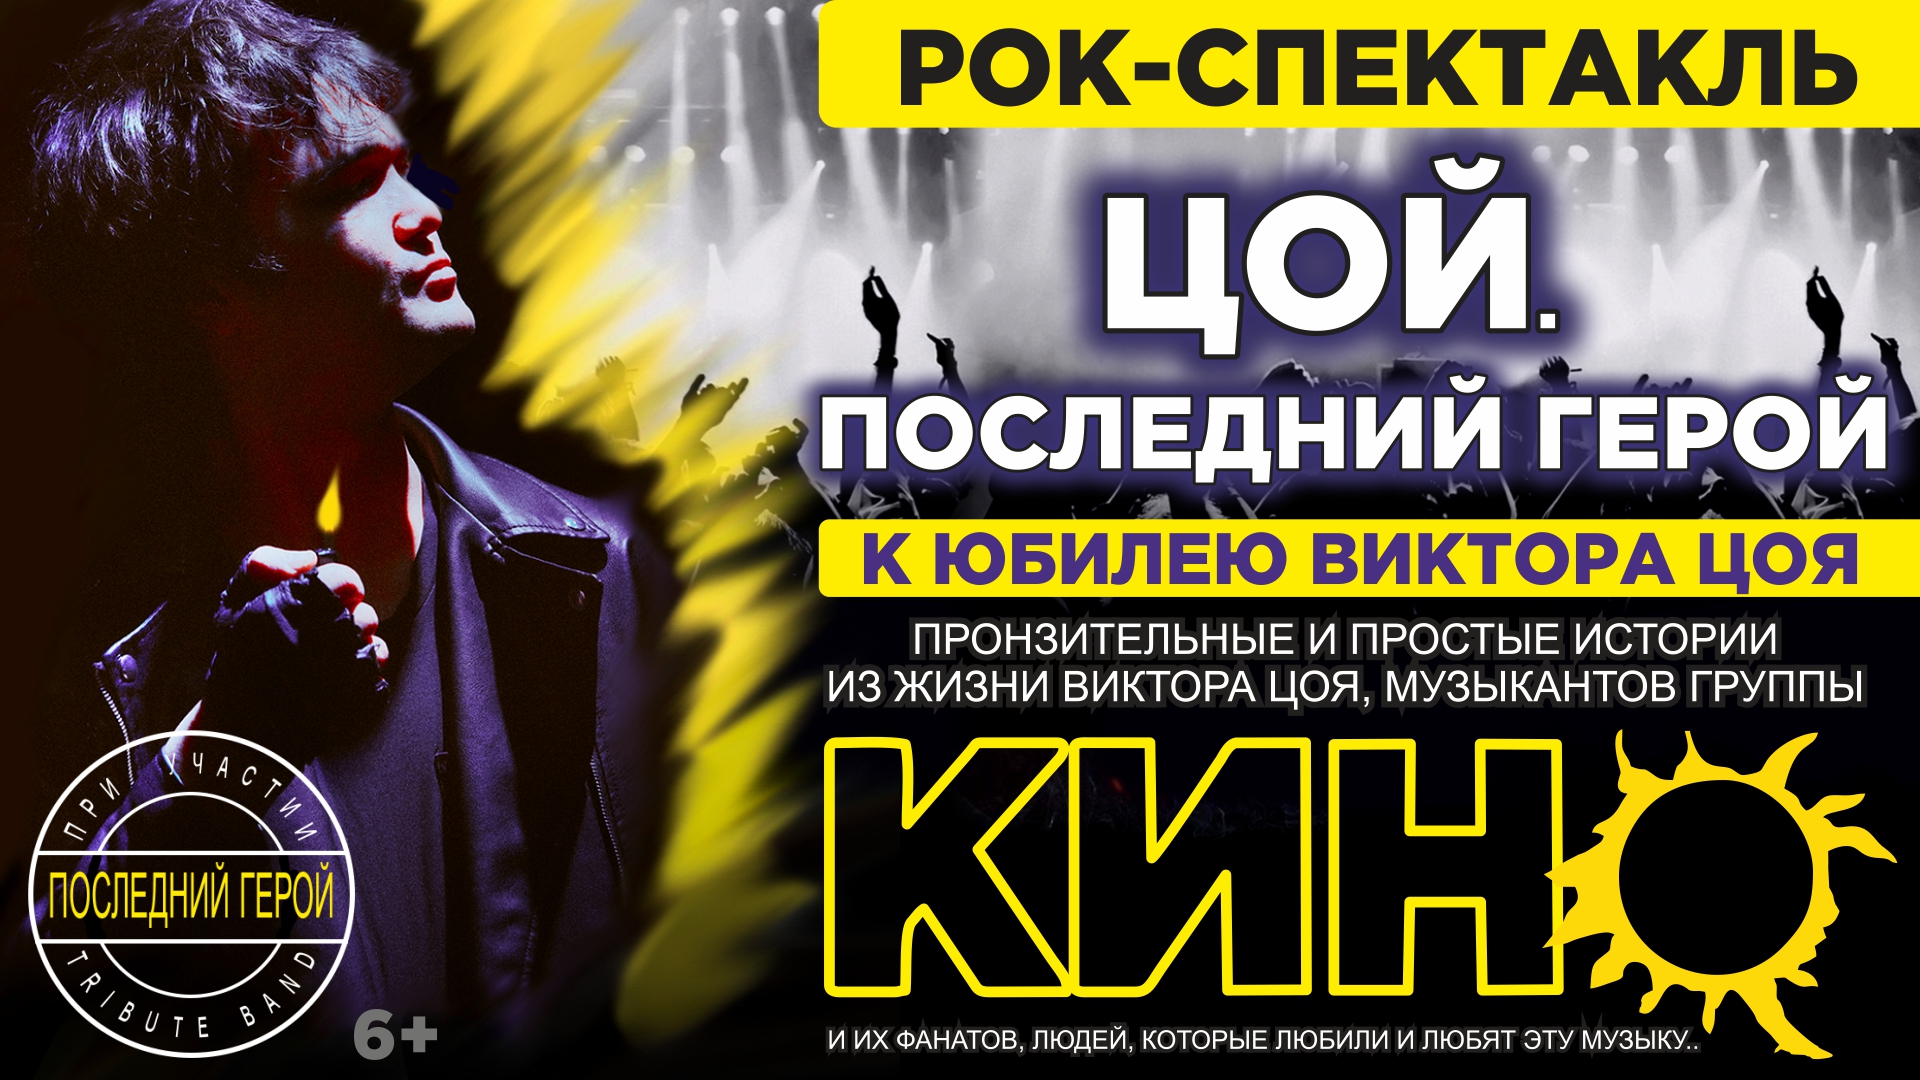 РОК-СПЕКТАКЛЬ
ЦОЙ.
ПОСЛЕДНИЙ ГЕРОЙ
К ЮБИЛЕЮ ВИКТОРА ЦОЯ
ПРОНЗИТЕЛЬНЫЕ И ПРОСТЫЕ ИСТОРИИ
ИЗ ЖИЗНИ ВИКТОРА ЦОЯ, МУЗЫКАНТОВ ГРУППЫ
КИНО
И ИХ ФАНАТОВ, ЛЮДЕЙ, КОТОРЫЕ ЛЮБИЛИ И ЛЮБЯТ ЭТУ МУЗЫКУ..
ПРИ УЧАСТИИ
ПОСЛЕДНИЙ ГЕРОЙ
TRIBUTE BAND
6+